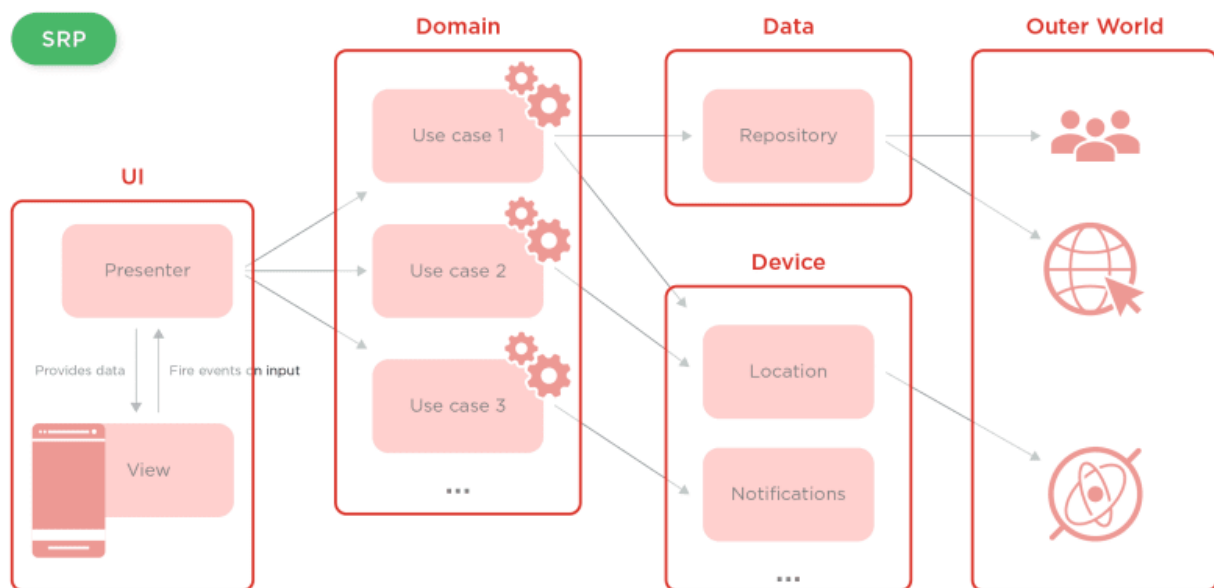 SRP
Domain
Data
Outer World
Use case 1
Repository
UI
Presenter
Use case 2
Device
Provides data
Fire events on input
Location
Use case 3
View
Notifications
...
...